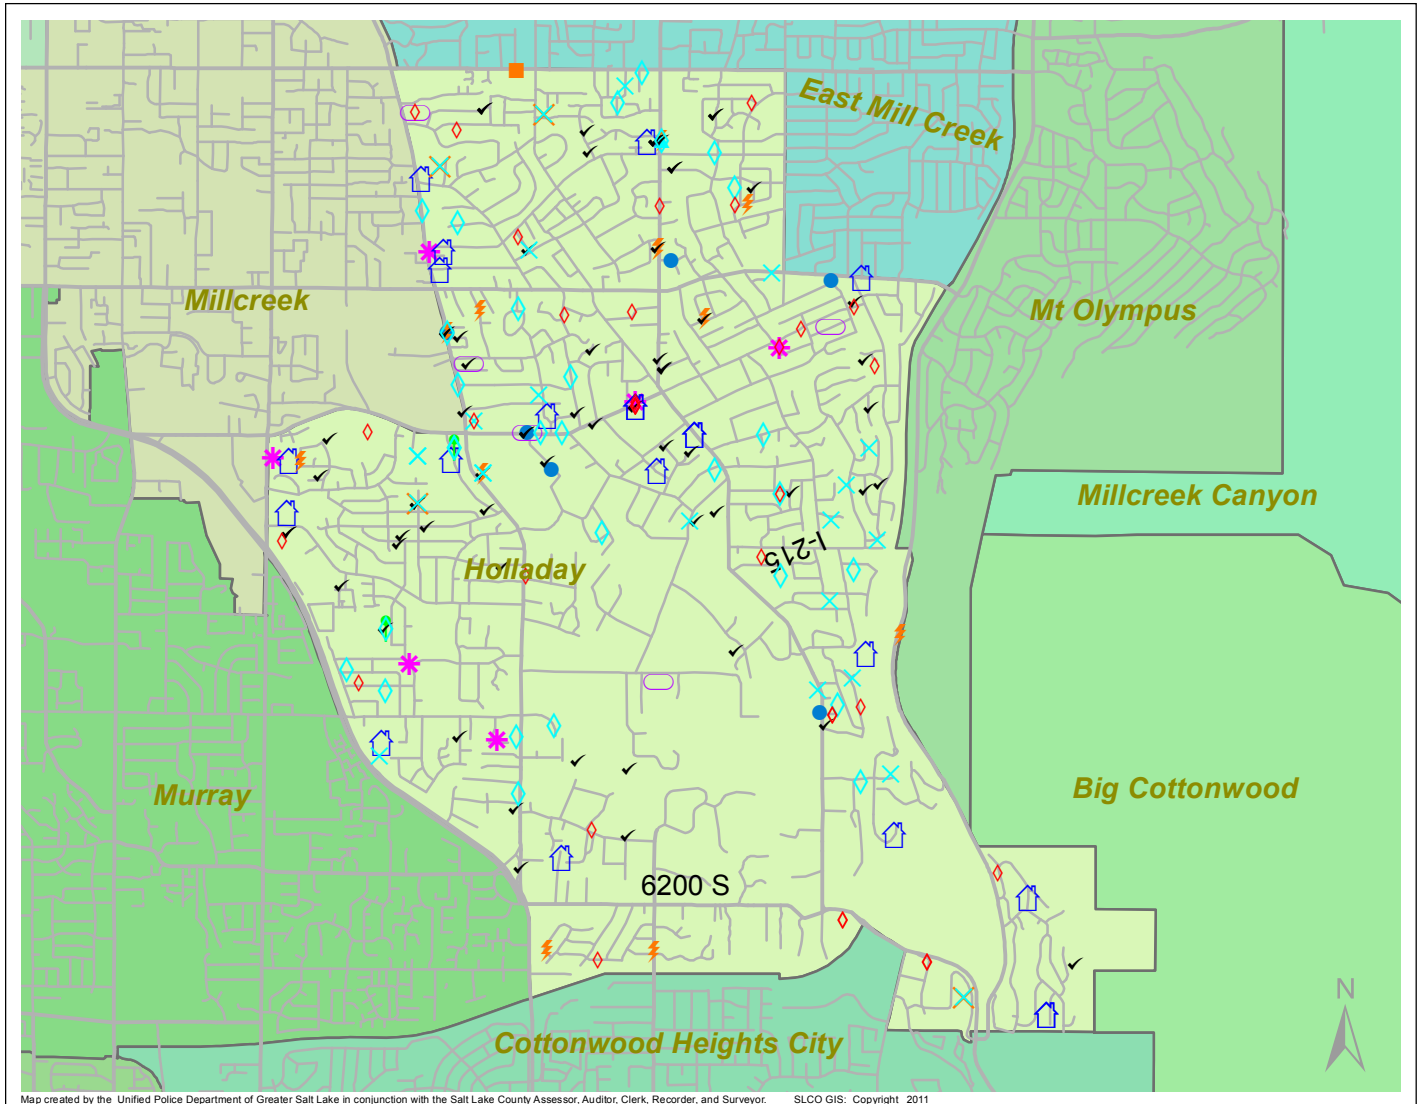 East Mill Creek
Millcreek
Mt Olympus
Millcreek Canyon
I-215
Holladay
Murray
Big Cottonwood
6200 S
N
Cottonwood Heights City
Map created by the Unified Police Department of Greater Salt Lake in conjunction with the Salt Lake County Assessor, Auditor, Clerk, Recorder, and Surveyor. SLCO GIS: Copyright 2011